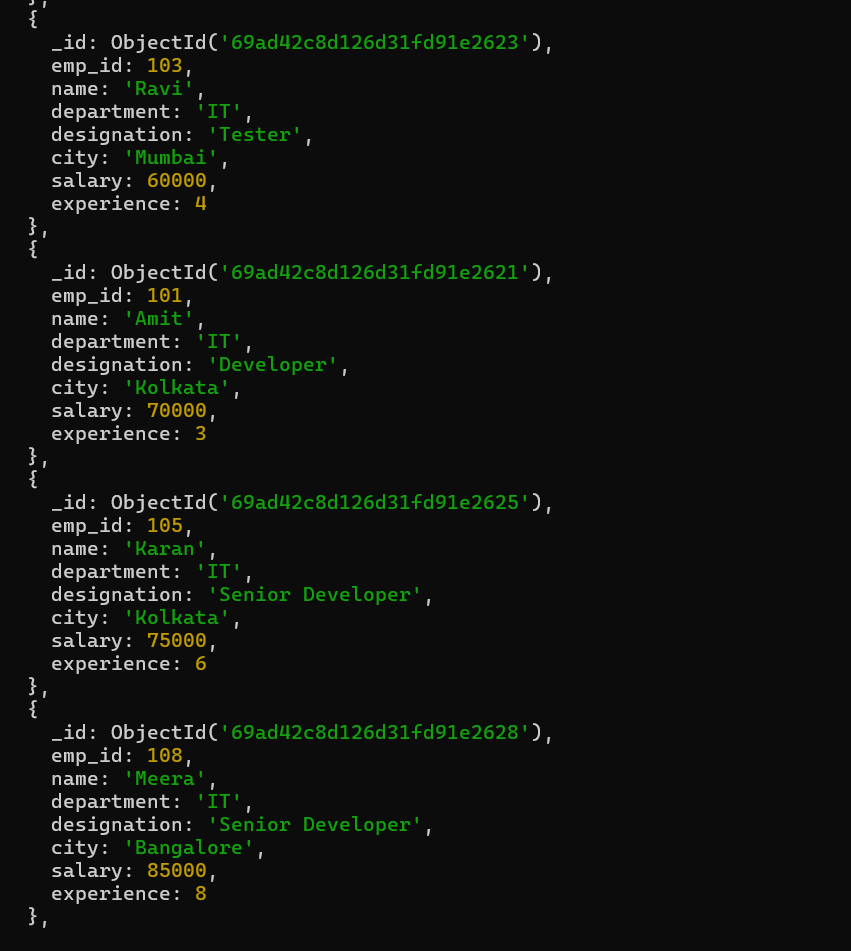 },
{
_id: ObjectId('69ad42c8d126d31fd91e2623'),
emp_id: 103,
name: 'Ravi',
department: 'IT',
designation: 'Tester',
city: 'Mumbai',
salary: 60000,
experience: 4
},
{
_id: ObjectId('69ad42c8d126d31fd91e2621'),
emp_id: 101,
name: 'Amit',
department: 'IT',
designation: 'Developer',
city: 'Kolkata',
salary: 70000,
experience: 3
},
{
_id: ObjectId('69ad42c8d126d31fd91e2625'),
emp_id: 105,
name: 'Karan',
department: 'IT',
designation: 'Senior Developer',
city: 'Kolkata',
salary: 75000,
experience: 6
},
{
_id: ObjectId('69ad42c8d126d31fd91e2628'),
emp_id: 108,
name: 'Meera',
department: 'IT',
designation: 'Senior Developer',
city: 'Bangalore',
salary: 85000,
experience: 8
},